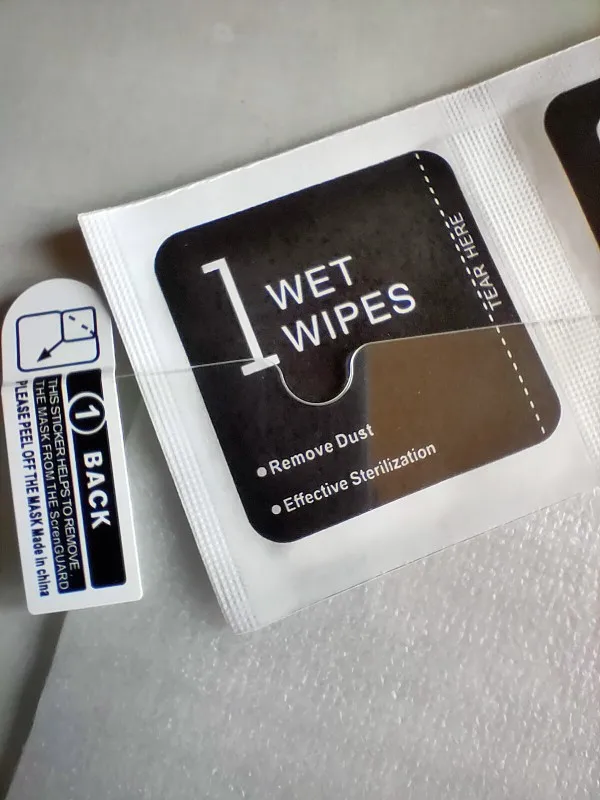 1 WET
WIPES
TEAR HERE
Remove Dust
Effective Sterilization
1 BACK
THIS STICKER HELPS TO REMOVE
THE MASK FROM THE ScrenGUARD
PLEASE PEEL OFF THE MASK Made in china